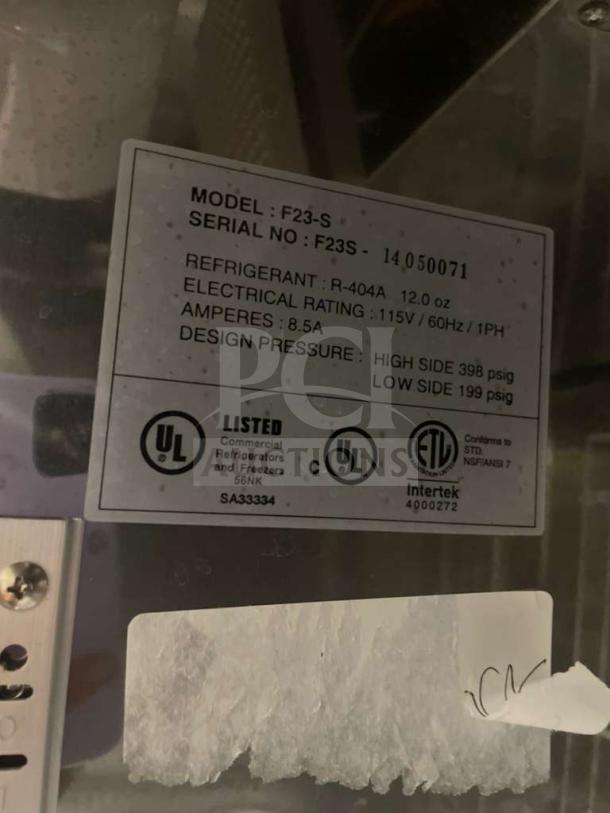 MODEL : F23-S
SERIAL NO : F23S - 14050071
REFRIGERANT : R-404A 12.0 oz
ELECTRICAL RATING : 115V / 60Hz / 1PH
AMPERES : 8.5A
DESIGN PRESSURE : HIGH SIDE 398 psig
LOW SIDE 199 psig
PCI
AUCTIONS
UL
LISTED
Commercial
Refrigerators
and Freezers
56NK
SA33334
C UL
ETL
Intertek
4000272
Conforms to
STD.
NSF/ANSI 7